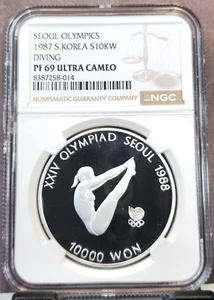 SEOUL OLYMPICS
1987 S.KOREA S10KW
DIVING
PF 69 ULTRA CAMEO
8387258-014
NUMISMATIC GUARANTY COMPANY
NGC
XXIV OLYMPIAD SEOUL 1988
10000 WON